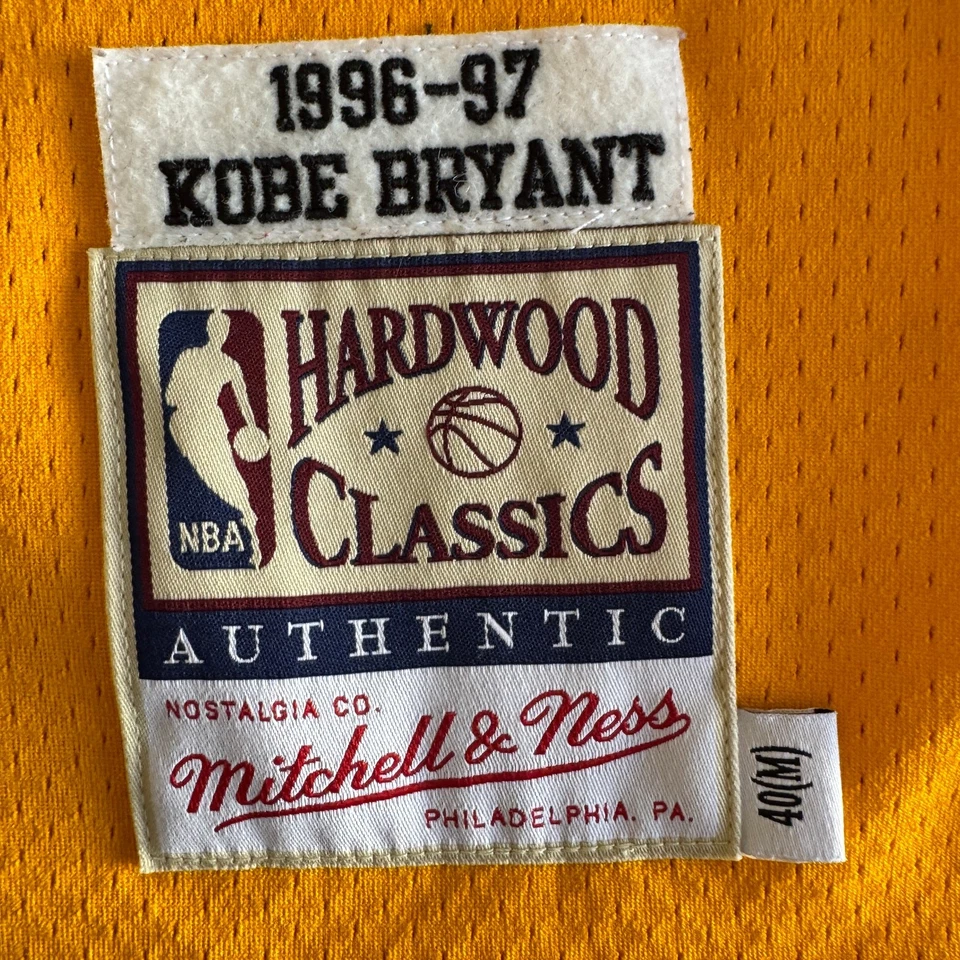 1996-97
KOBE BRYANT
HARDWOOD
CLASSICS
NBA
AUTHENTIC
NOSTALGIA CO.
Mitchell & Ness
PHILADELPHIA. PA.
40(M)